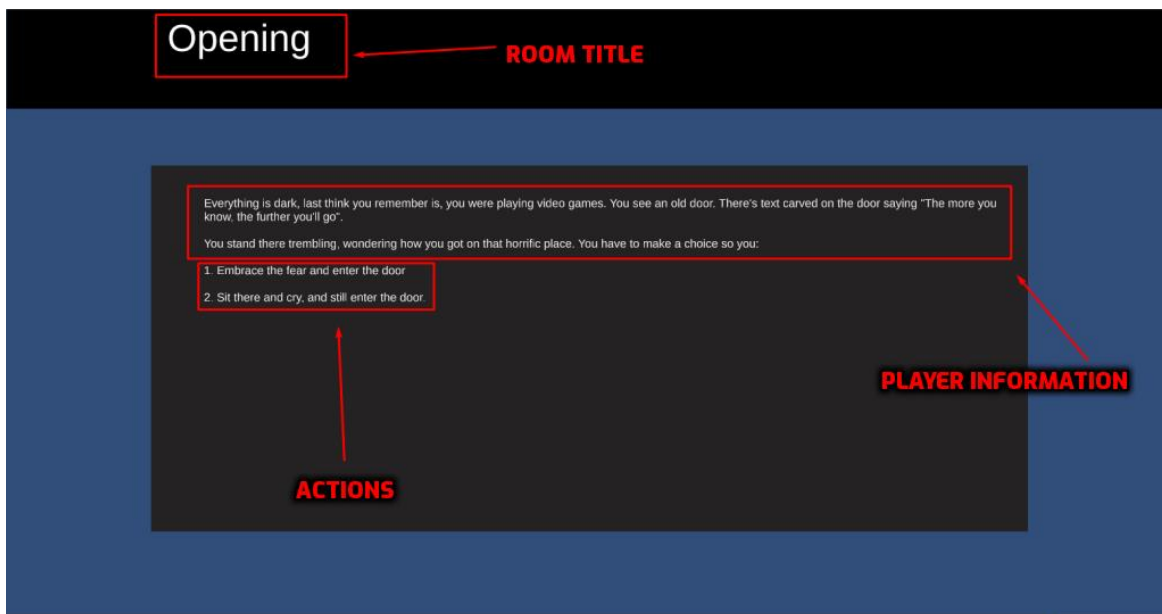 Opening
ROOM TITLE
Everything is dark, last think you remember is, you were playing video games. You see an old door. There's text carved on the door saying "The more you
know, the further you'll go".
You stand there trembling, wondering how you got on that horrific place. You have to make a choice so you:
1. Embrace the fear and enter the door
2. Sit there and cry, and still enter the door.
PLAYER INFORMATION
ACTIONS